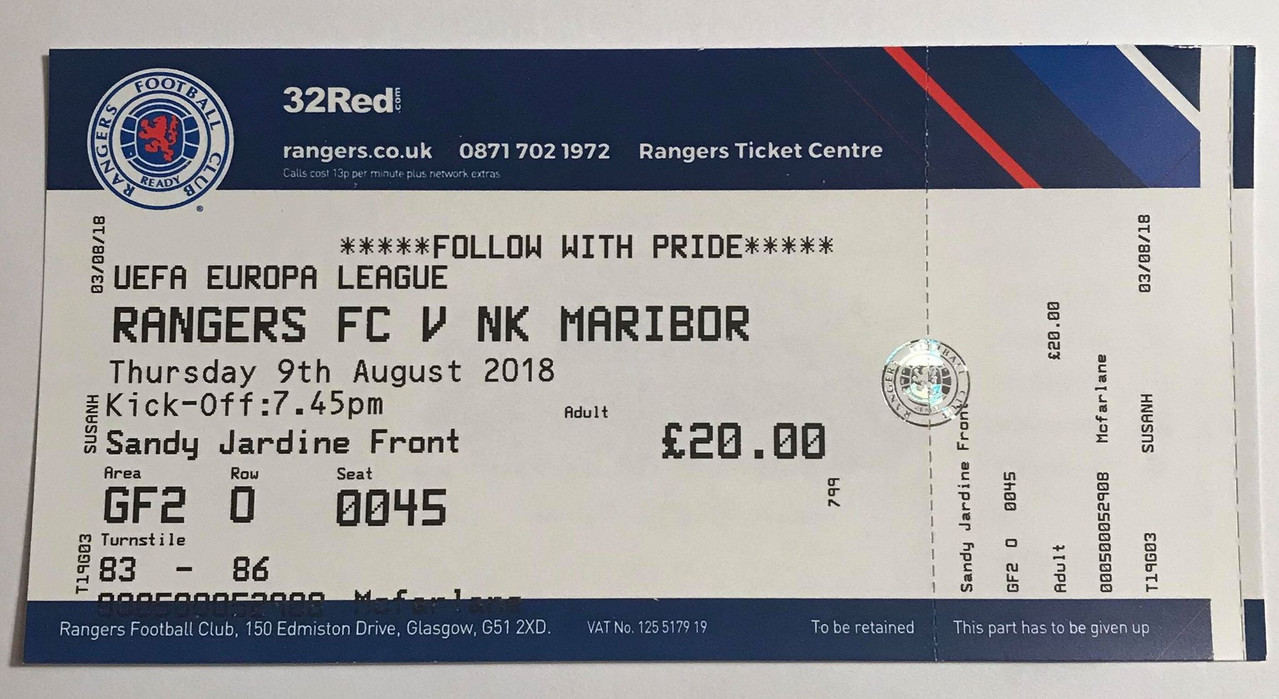 RANGERS FOOTBALL CLUB
READY
32Red.com
rangers.co.uk 0871 702 1972 Rangers Ticket Centre
Calls cost 13p per minute plus network extras
03/08/18
*****FOLLOW WITH PRIDE*****
UEFA EUROPA LEAGUE
RANGERS FC V NK MARIBOR
Thursday 9th August 2018
SUSANH
Kick-Off:7.45pm
Adult
Sandy Jardine Front
£20.00
Area Row Seat
GF2 O 0045
799
Turnstile
T19G03
83 - 86
000500052908 Mcfarlane
Rangers Football Club, 150 Edmiston Drive, Glasgow, G51 2XD.
VAT No. 125 5179 19
To be retained
Sandy Jardine Front
GF2 O 0045
Adult £20.00
000500052908 Mcfarlane
T19G03 SUSANH 03/08/18
This part has to be given up